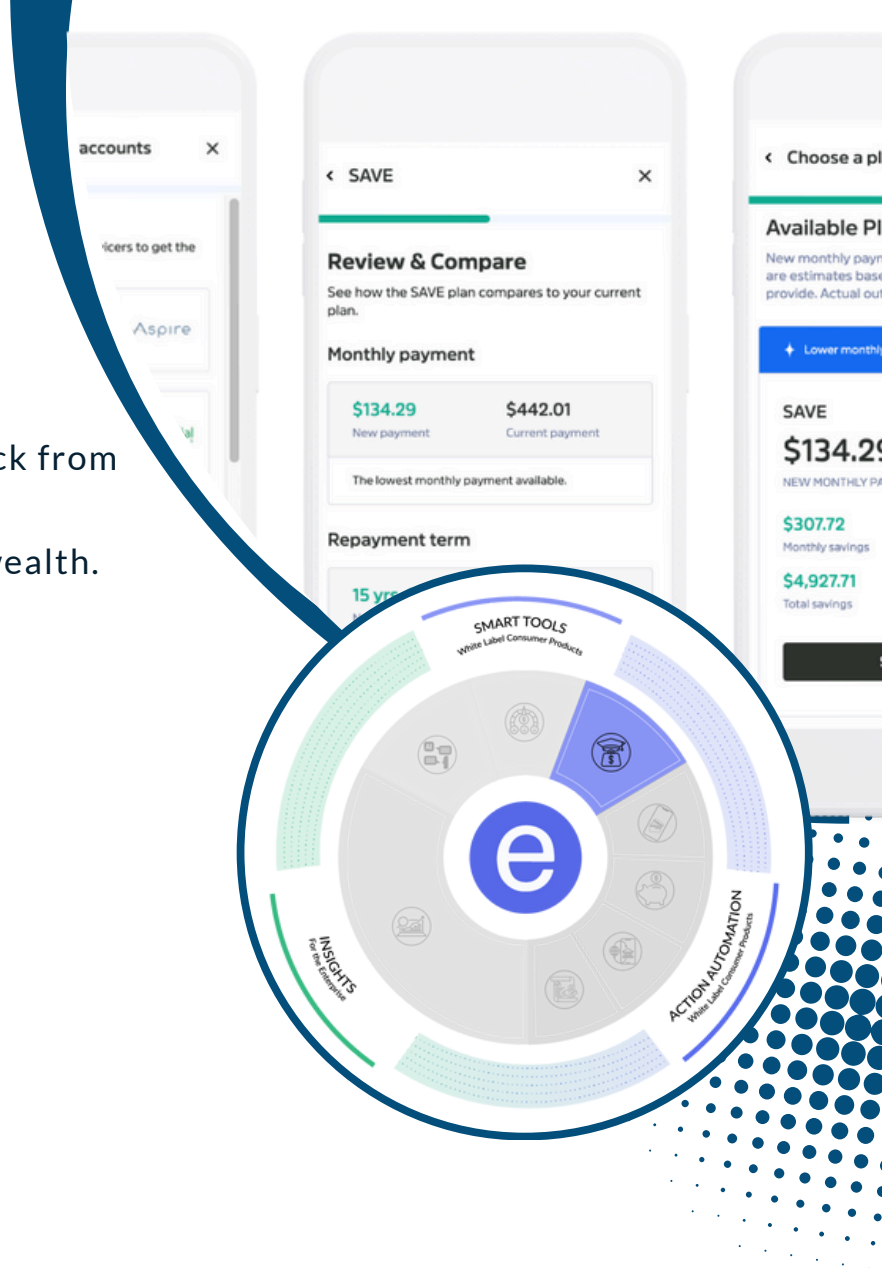 accounts
icers to get the
Aspire
al
ck from
ealth.
SAVE
Review & Compare
See how the SAVE plan compares to your current
plan.
Monthly payment
$134.29
$442.01
New payment
Current payment
The lowest monthly payment available.
Repayment term
15 yrs
Choose a pl
Available Pl
New monthly paym
are estimates base
provide. Actual out
Lower monthly
SAVE
$134.29
NEW MONTHLY PA
$307.72
Monthly savings
$4,927.71
Total savings
S
SMART TOOLS
White Label Consumer Products
e
INSIGHTS
For the Enterprise
ACTION AUTOMATION
White Label Consumer Products